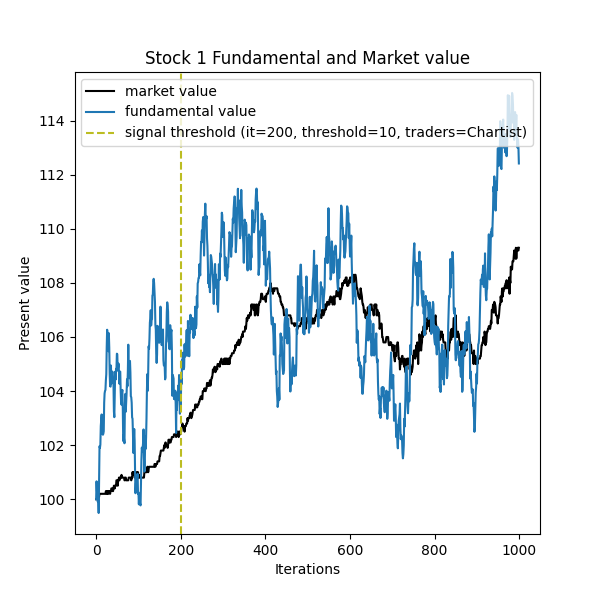 Stock 1 Fundamental and Market value
market value
fundamental value
signal threshold (it=200, threshold=10, traders=Chartist)
Present value
114
112
110
108
106
104
102
100
0 200 400 600 800 1000
Iterations